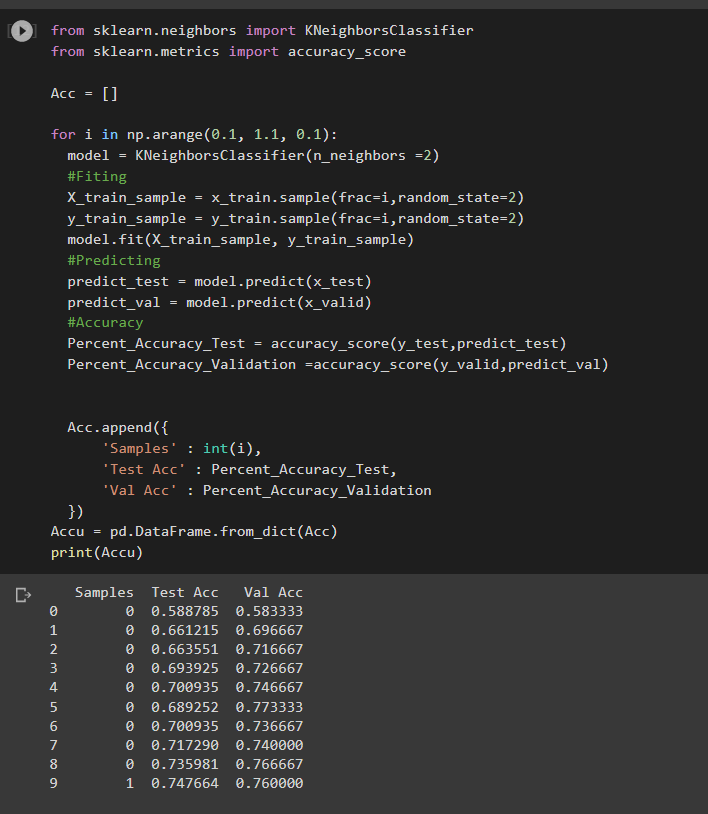 from sklearn.neighbors import KNeighborsClassifier
from sklearn.metrics import accuracy_score
Acc = []
for i in np.arange(0.1, 1.1, 0.1):
  model = KNeighborsClassifier(n_neighbors =2)
  #Fiting
  X_train_sample = x_train.sample(frac=i,random_state=2)
  y_train_sample = y_train.sample(frac=i,random_state=2)
  model.fit(X_train_sample, y_train_sample)
  #Predicting
  predict_test = model.predict(x_test)
  predict_val = model.predict(x_valid)
  #Accuracy
  Percent_Accuracy_Test = accuracy_score(y_test,predict_test)
  Percent_Accuracy_Validation =accuracy_score(y_valid,predict_val)
  Acc.append({
      'Samples' : int(i),
      'Test Acc' : Percent_Accuracy_Test,
      'Val Acc' : Percent_Accuracy_Validation
  })
Accu = pd.DataFrame.from_dict(Acc)
print(Accu)
   Samples  Test Acc   Val Acc
0        0  0.588785  0.583333
1        0  0.661215  0.696667
2        0  0.663551  0.716667
3        0  0.693925  0.726667
4        0  0.700935  0.746667
5        0  0.689252  0.773333
6        0  0.700935  0.736667
7        0  0.717290  0.740000
8        0  0.735981  0.766667
9        1  0.747664  0.760000